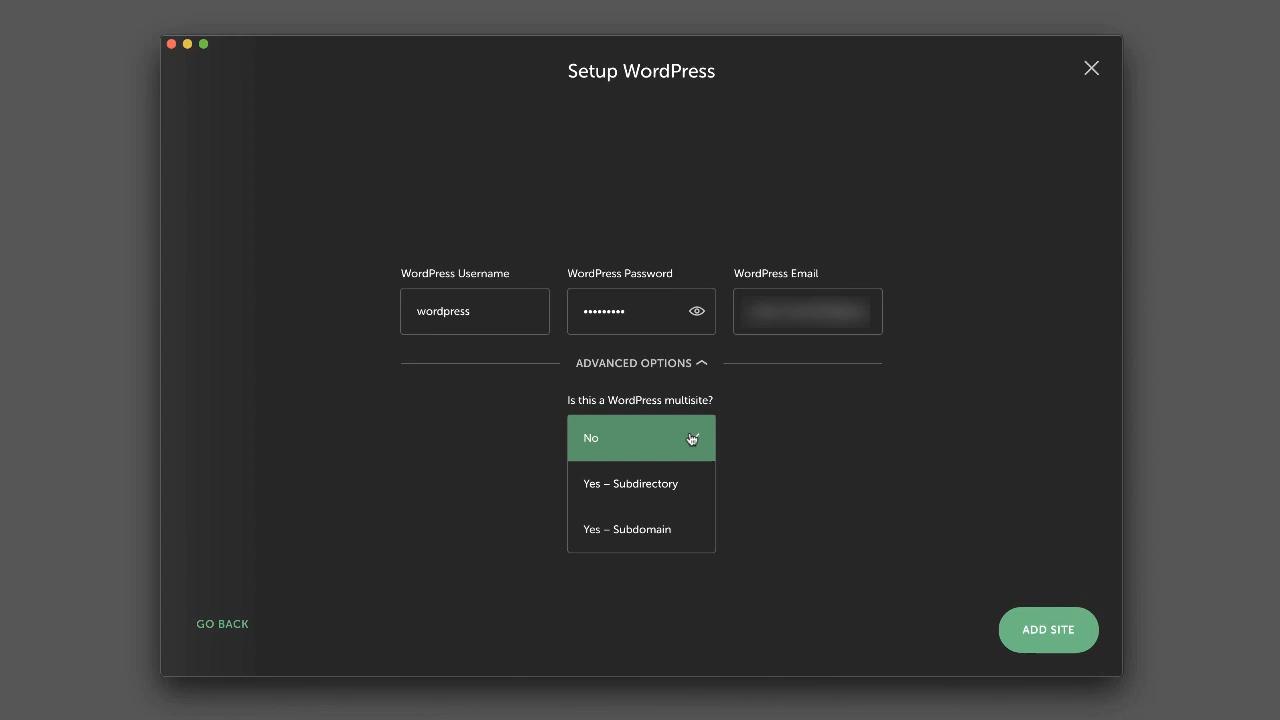 Setup WordPress
WordPress Username
WordPress Password
WordPress Email
wordpress
•••••••••
ADVANCED OPTIONS
Is this a WordPress multisite?
No
Yes – Subdirectory
Yes – Subdomain
GO BACK
ADD SITE